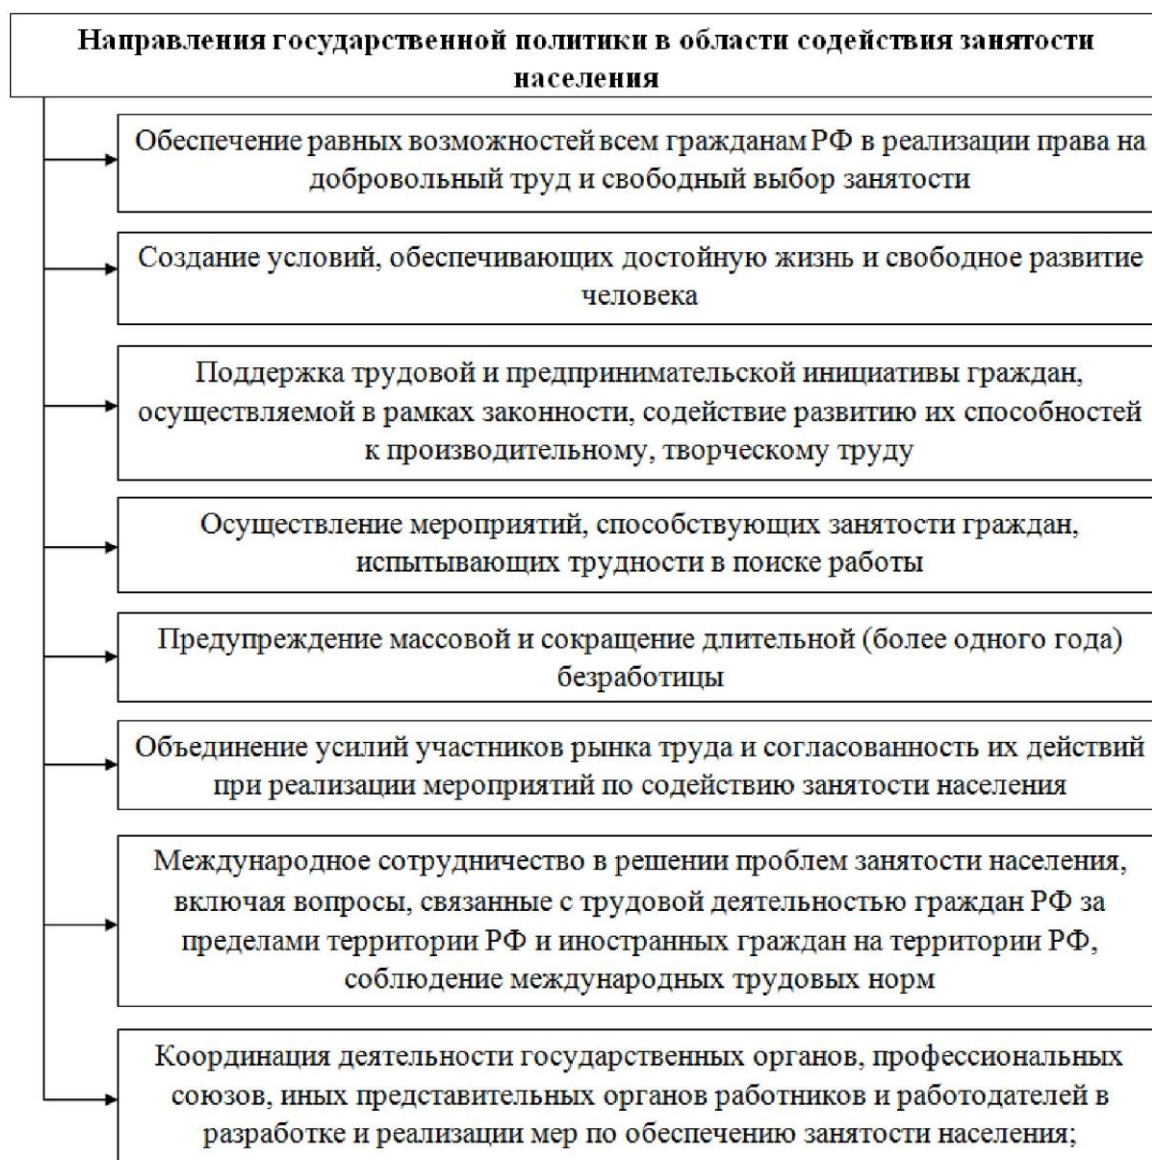 Направления государственной политики в области содействия занятости
населения
Обеспечение равных возможностей всем гражданам РФ в реализации права на
добровольный труд и свободный выбор занятости
Создание условий, обеспечивающих достойную жизнь и свободное развитие
человека
Поддержка трудовой и предпринимательской инициативы граждан,
осуществляемой в рамках законности, содействие развитию их способностей
к производительному, творческому труду
Осуществление мероприятий, способствующих занятости граждан,
испытывающих трудности в поиске работы
Предупреждение массовой и сокращение длительной (более одного года)
безработицы
Объединение усилий участников рынка труда и согласованность их действий
при реализации мероприятий по содействию занятости населения
Международное сотрудничество в решении проблем занятости населения,
включая вопросы, связанные с трудовой деятельностью граждан РФ за
пределами территории РФ и иностранных граждан на территории РФ,
соблюдение международных трудовых норм
Координация деятельности государственных органов, профессиональных
союзов, иных представительных органов работников и работодателей в
разработке и реализации мер по обеспечению занятости населения;